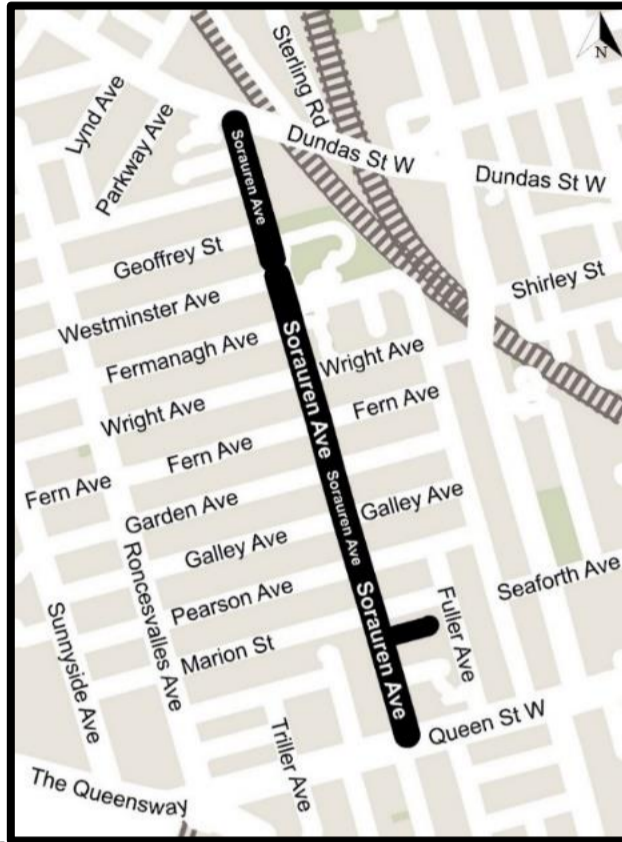 N
Sterling Rd
Lynd Ave
Parkway Ave
Sorauren Ave
Dundas St W
Dundas St W
Geoffrey St
Shirley St
Westminster Ave
Fermanagh Ave
Sorauren Ave
Wright Ave
Wright Ave
Fern Ave
Fern Ave
Fern Ave
Garden Ave
Sorauren Ave
Galley Ave
Galley Ave
Pearson Ave
Seaforth Ave
Roncesvalles Ave
Sunnyside Ave
Marion St
Sorauren Ave
Fuller Ave
Triller Ave
Queen St W
The Queensway